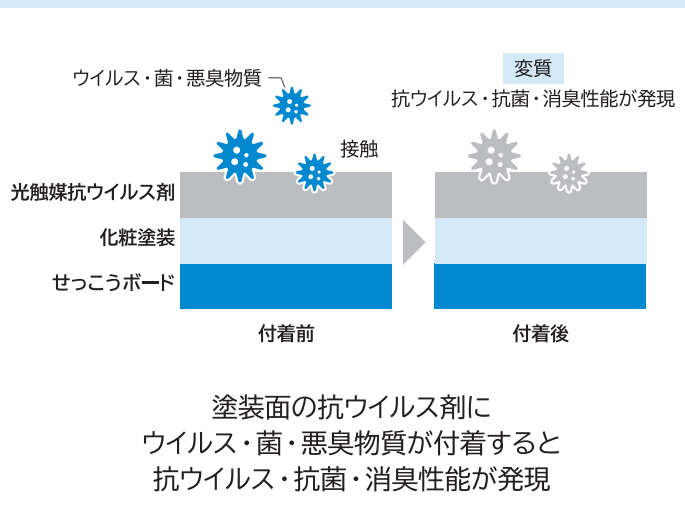 ウイルス・菌・悪臭物質
変質
抗ウイルス・抗菌・消臭性能が発現
接触
光触媒抗ウイルス剤
化粧塗装
せっこうボード
付着前
付着後
塗装面の抗ウイルス剤に
ウイルス・菌・悪臭物質が付着すると
抗ウイルス・抗菌・消臭性能が発現